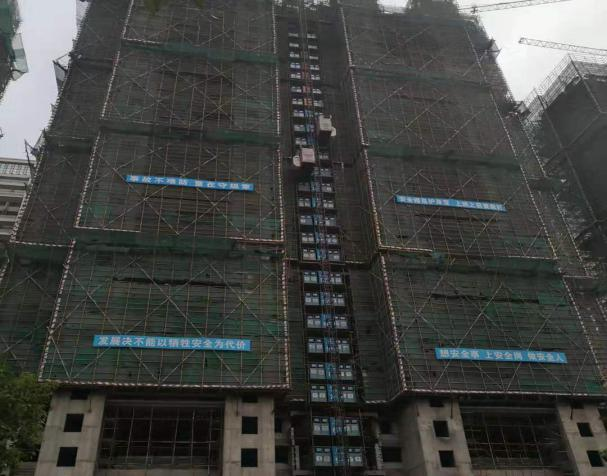 事故不难防 重在守规章
发展决不能以牺牲安全为代价
想安全事 上安全岗 做安全人